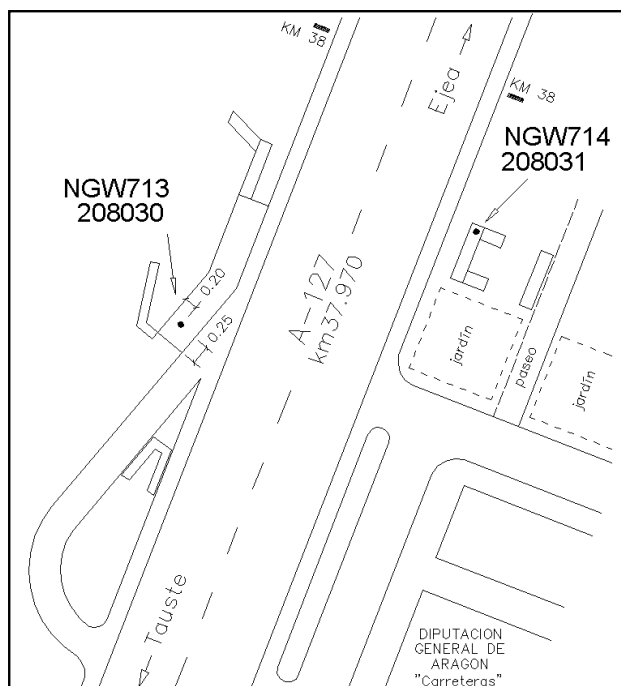 KM 38
Ejea
KM 38
NGW714
208031
NGW713
208030
0.20
0.25
A-127
km37.970
jardín
paseo
jardín
Tauste
DIPUTACION
GENERAL DE
ARAGON
"Carreteras"